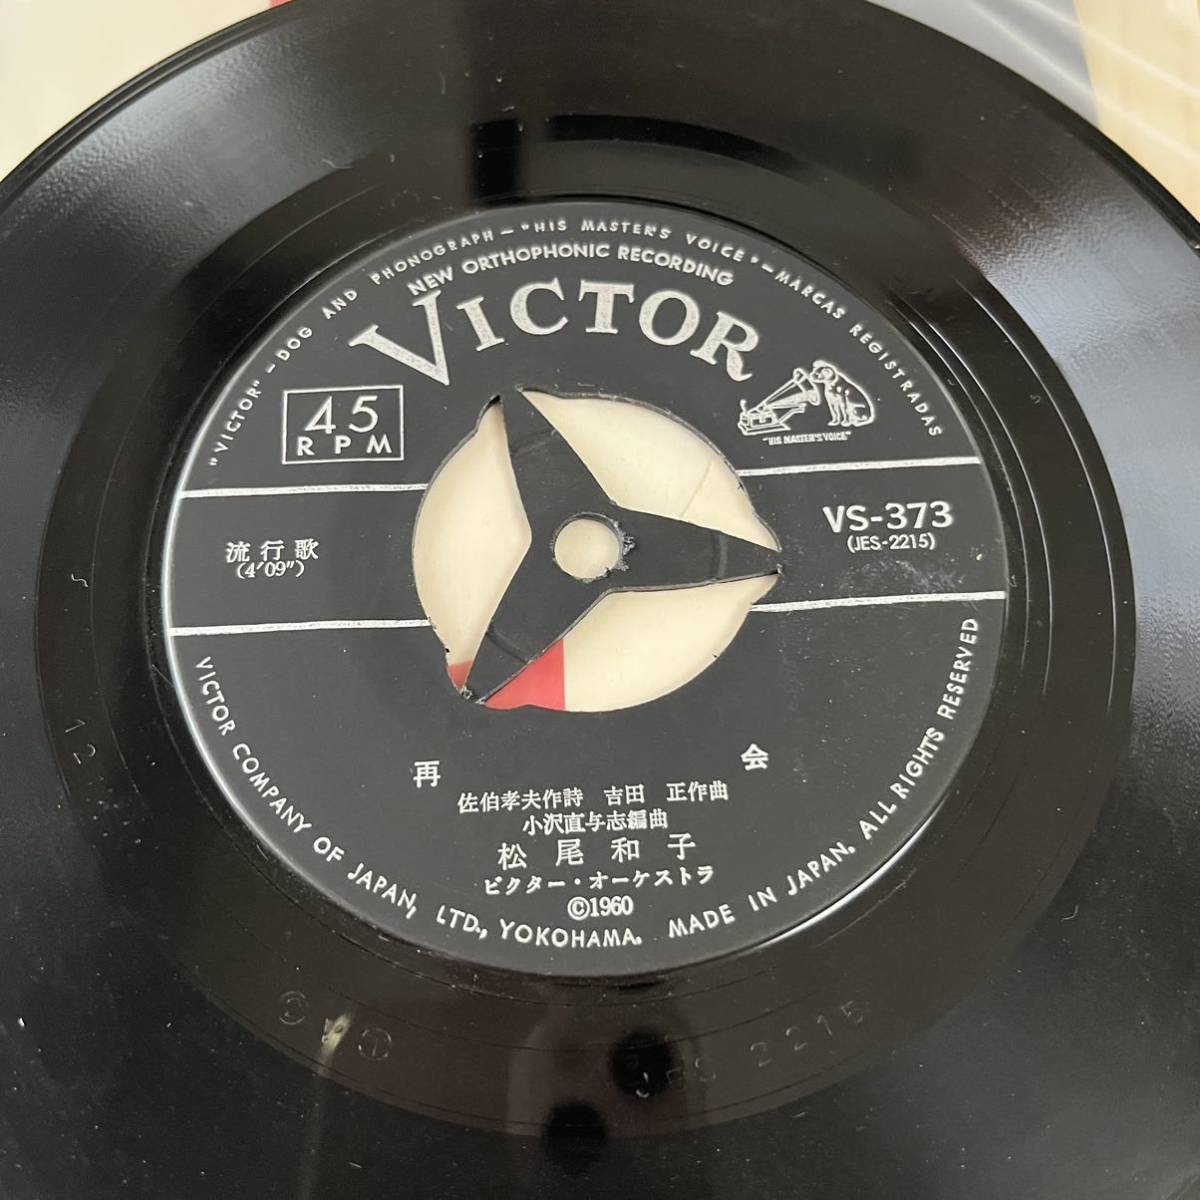 "VICTOR" – DOG AND PHONOGRAPH – "HIS MASTER'S VOICE" – MARCAS REGISTRADAS
NEW ORTHOPHONIC RECORDING
VICTOR
"HIS MASTER'S VOICE"
45
RPM
VS-373
(JES-2215)
流行歌
(4'09")
再会
佐伯孝夫作詩 吉田 正作曲
小沢直与志編曲
松尾和子
ビクター・オーケストラ
©1960
VICTOR COMPANY OF JAPAN, LTD., YOKOHAMA. MADE IN JAPAN. ALL RIGHTS RESERVED
12
JES 2215